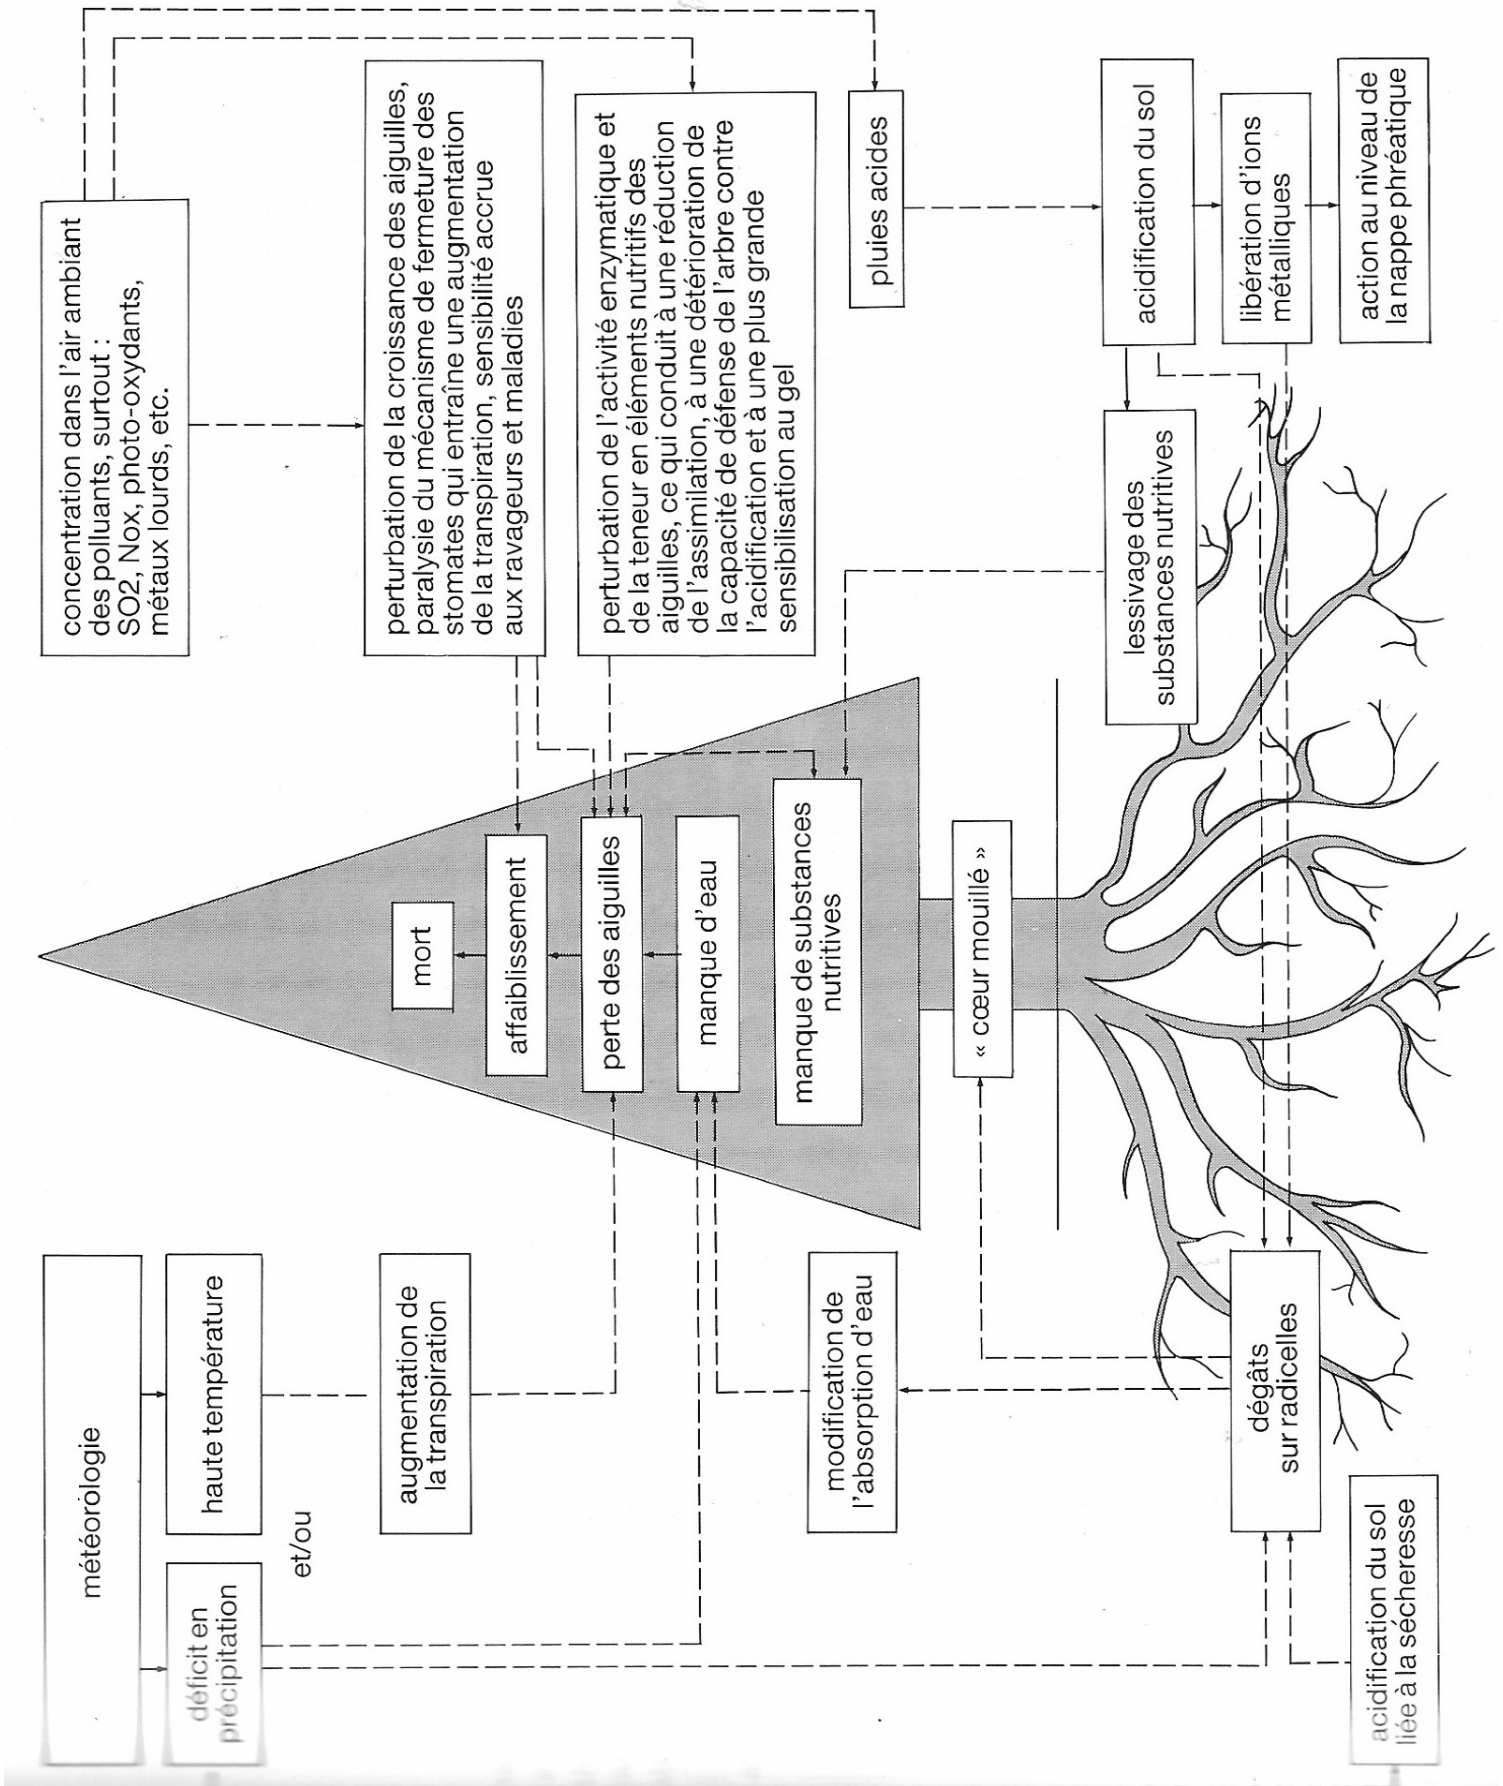 météorologie
déficit en
précipitation
haute température
et/ou
augmentation de
la transpiration
modification de
l'absorption d'eau
dégâts
sur radicelles
acidification du sol
liée à la sécheresse
mort
affaiblissement
perte des aiguilles
manque d'eau
manque de substances
nutritives
« cœur mouillé »
concentration dans l'air ambiant
des polluants, surtout :
SO2, Nox, photo-oxydants,
métaux lourds, etc.
perturbation de la croissance des aiguilles,
paralysie du mécanisme de fermeture des
stomates qui entraîne une augmentation
de la transpiration, sensibilité accrue
aux ravageurs et maladies
perturbation de l'activité enzymatique et
de la teneur en éléments nutritifs des
aiguilles, ce qui conduit à une réduction
de l'assimilation, à une détérioration de
la capacité de défense de l'arbre contre
l'acidification et à une plus grande
sensibilisation au gel
pluies acides
lessivage des
substances nutritives
acidification du sol
libération d'ions
métalliques
action au niveau de
la nappe phréatique